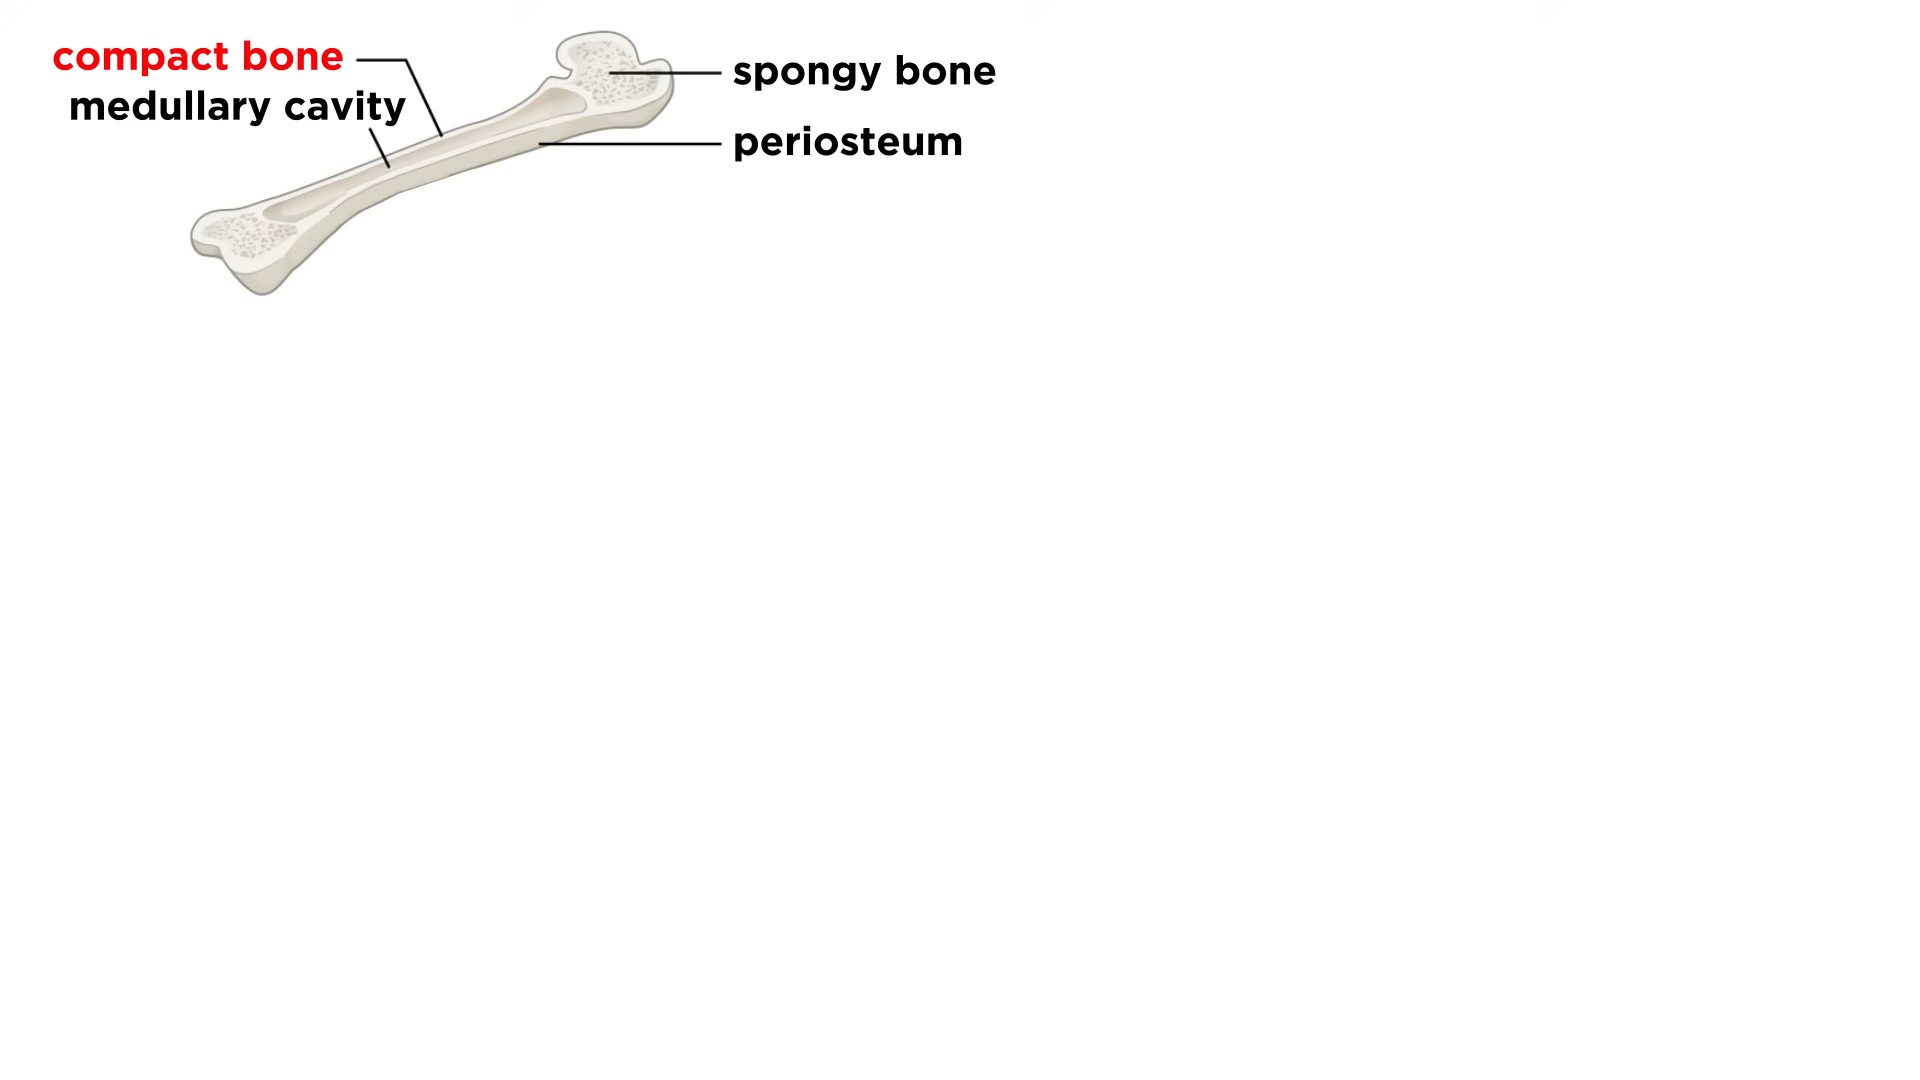 compact bone
medullary cavity
spongy bone
periosteum